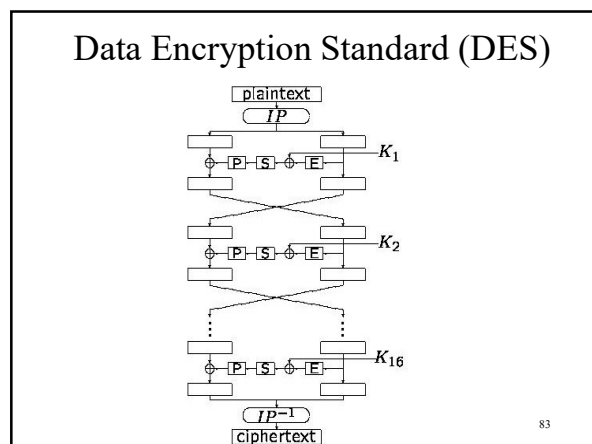 Data Encryption Standard (DES)
plaintext
IP
K₁
⊕ P S ⊕ E
K₂
⊕ P S ⊕ E
⋮ ⋮
K₁₆
⊕ P S ⊕ E
IP⁻¹
ciphertext
83